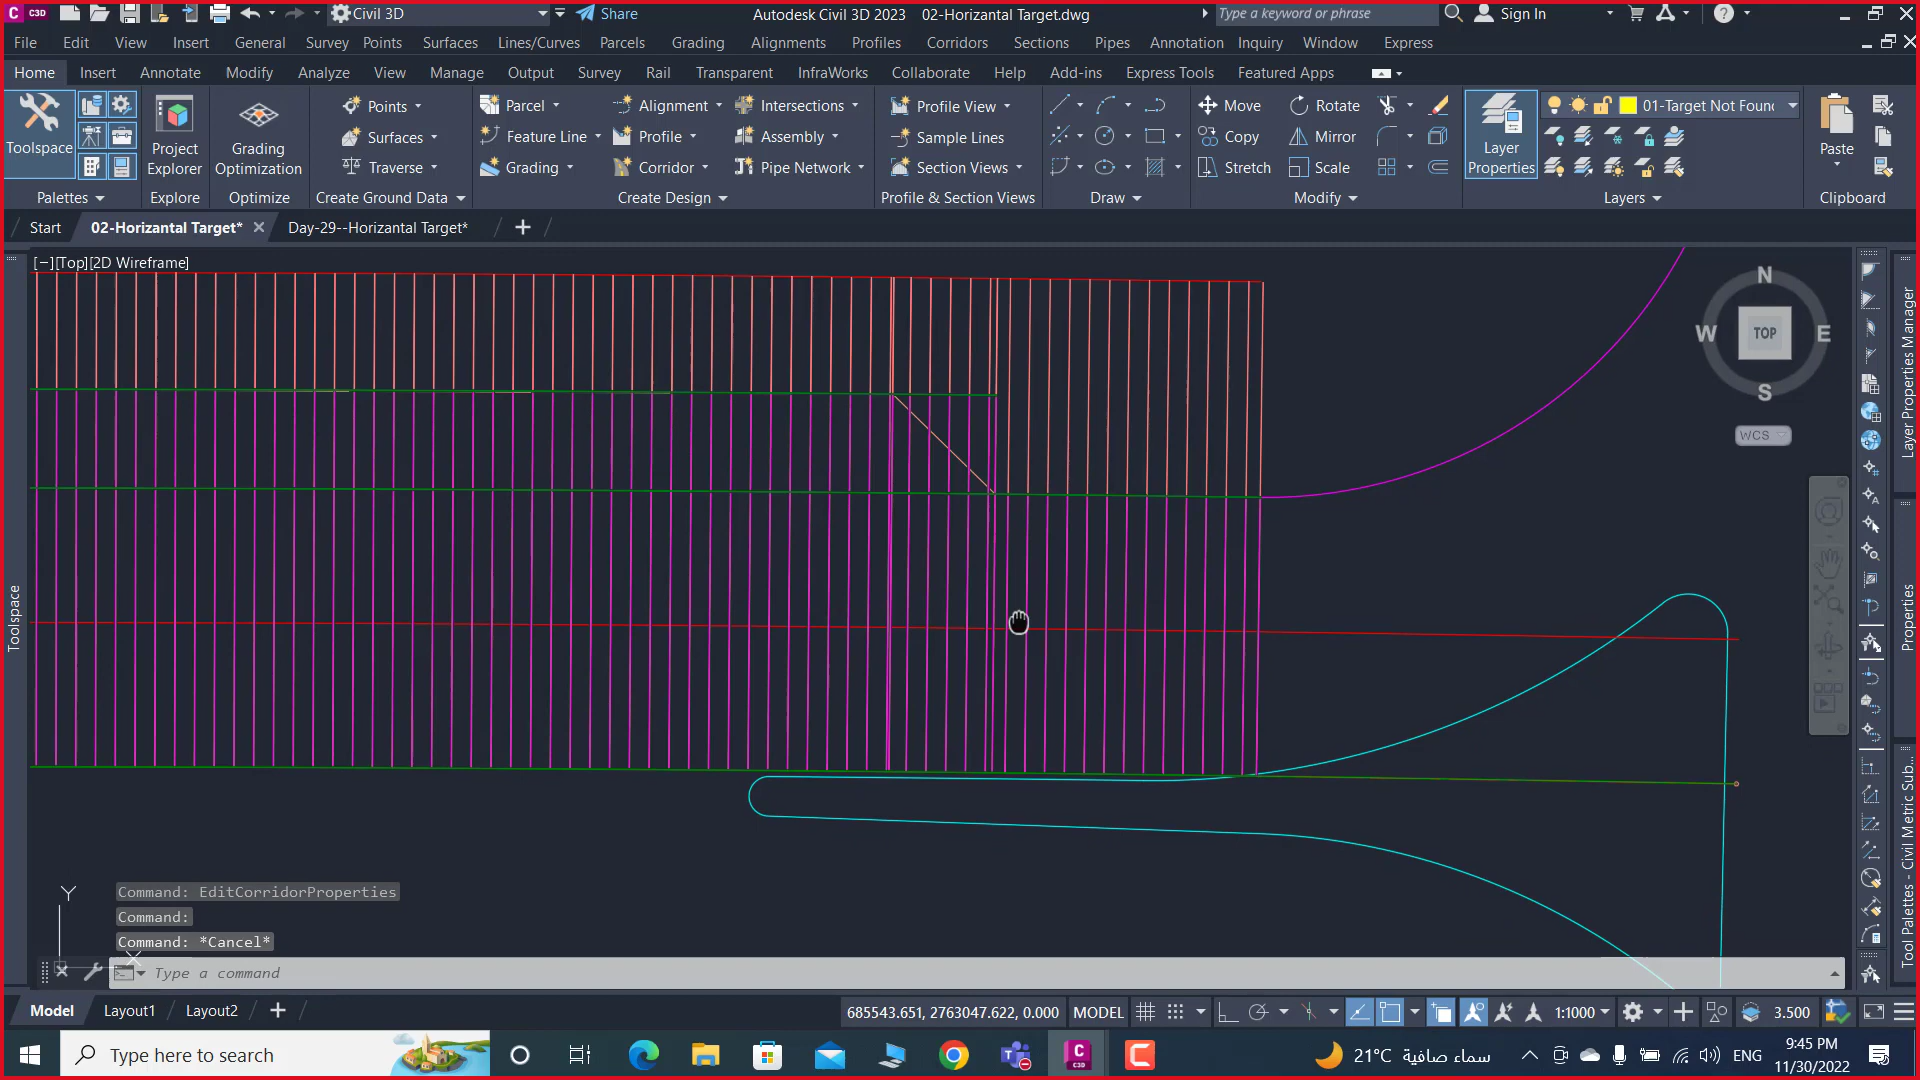 C C3D Civil 3D Share Autodesk Civil 3D 2023 02-Horizantal Target.dwg Type a keyword or phrase Sign In
File Edit View Insert General Survey Points Surfaces Lines/Curves Parcels Grading Alignments Profiles Corridors Sections Pipes Annotation Inquiry Window Express
Home Insert Annotate Modify Analyze View Manage Output Survey Rail Transparent InfraWorks Collaborate Help Add-ins Express Tools Featured Apps
Points Parcel Alignment Intersections Profile View Move Rotate 01-Target Not Found
Surfaces Feature Line Profile Assembly Sample Lines Copy Mirror
Toolspace Project Explorer Grading Optimization Layer Properties Paste
Traverse Grading Corridor Pipe Network Section Views Stretch Scale
Palettes Explore Optimize Create Ground Data Create Design Profile & Section Views Draw Modify Layers Clipboard
Start 02-Horizantal Target* Day-29--Horizantal Target*
[−][Top][2D Wireframe]
N
W TOP E
S
WCS
Layer Properties Manager
Properties
Tool Palettes - Civil Metric Sub...
Toolspace
Y
X
Command: EditCorridorProperties
Command:
Command: *Cancel*
Type a command
Model Layout1 Layout2 685543.651, 2763047.622, 0.000 MODEL 1:1000 3.500
Type here to search C C3D 21°C سماء صافية ENG 9:45 PM
11/30/2022